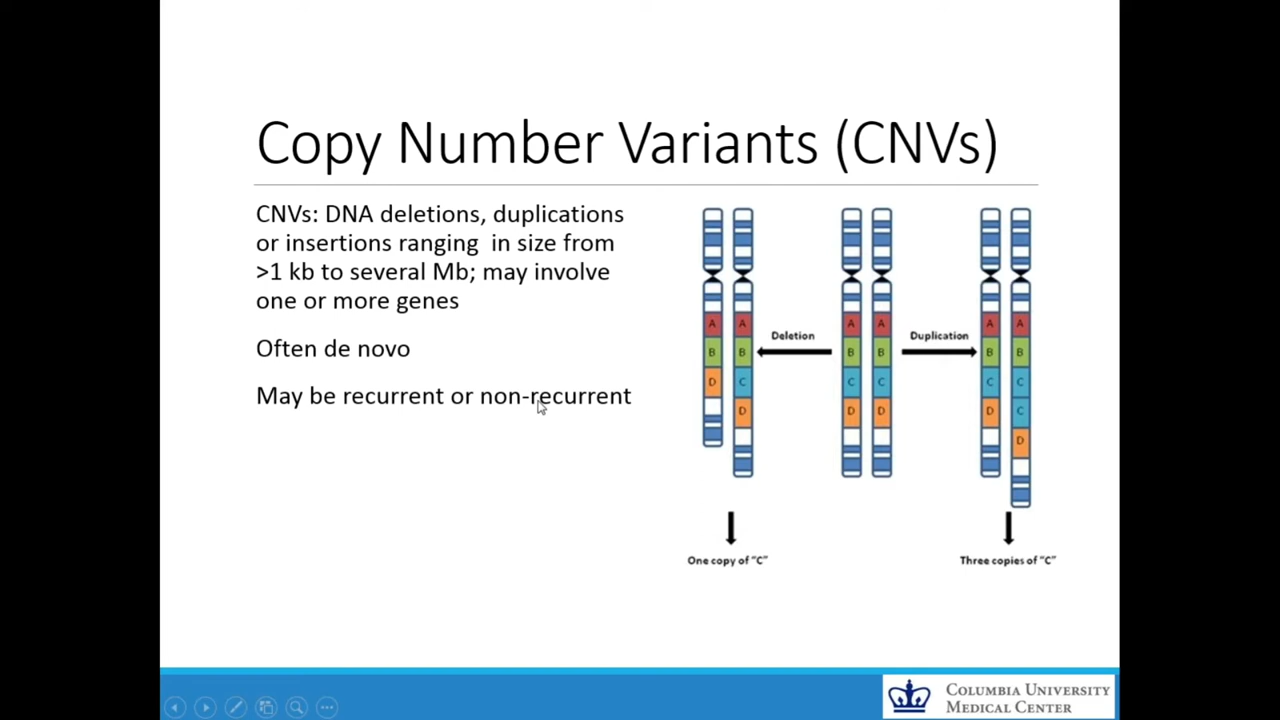 Copy Number Variants (CNVs)
CNVs: DNA deletions, duplications
or insertions ranging in size from
>1 kb to several Mb; may involve
one or more genes
Often de novo
May be recurrent or non-recurrent
A A A A A A
Deletion
Duplication
B B B B B B
D C C C C C
D D D D C
D
One copy of "C"
Three copies of "C"
COLUMBIA UNIVERSITY
MEDICAL CENTER